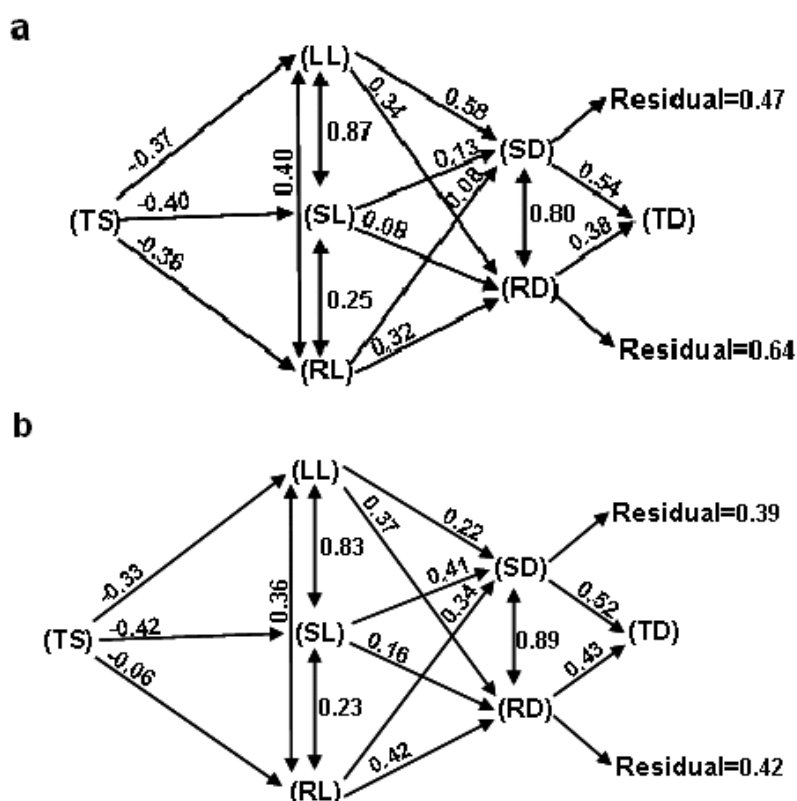 a
(LL)
0.58
Residual=0.47
0.34
-0.37
0.87
(SD)
0.13
0.40
0.08
0.54
-0.40
(TS)
(SL)
0.08
0.80
(TD)
-0.36
0.38
0.25
(RD)
0.32
(RL)
Residual=0.64
b
(LL)
0.22
Residual=0.39
0.37
-0.33
0.83
(SD)
0.41
0.36
0.34
0.52
-0.42
(TS)
(SL)
0.16
0.89
(TD)
-0.06
0.43
0.23
(RD)
0.42
(RL)
Residual=0.42